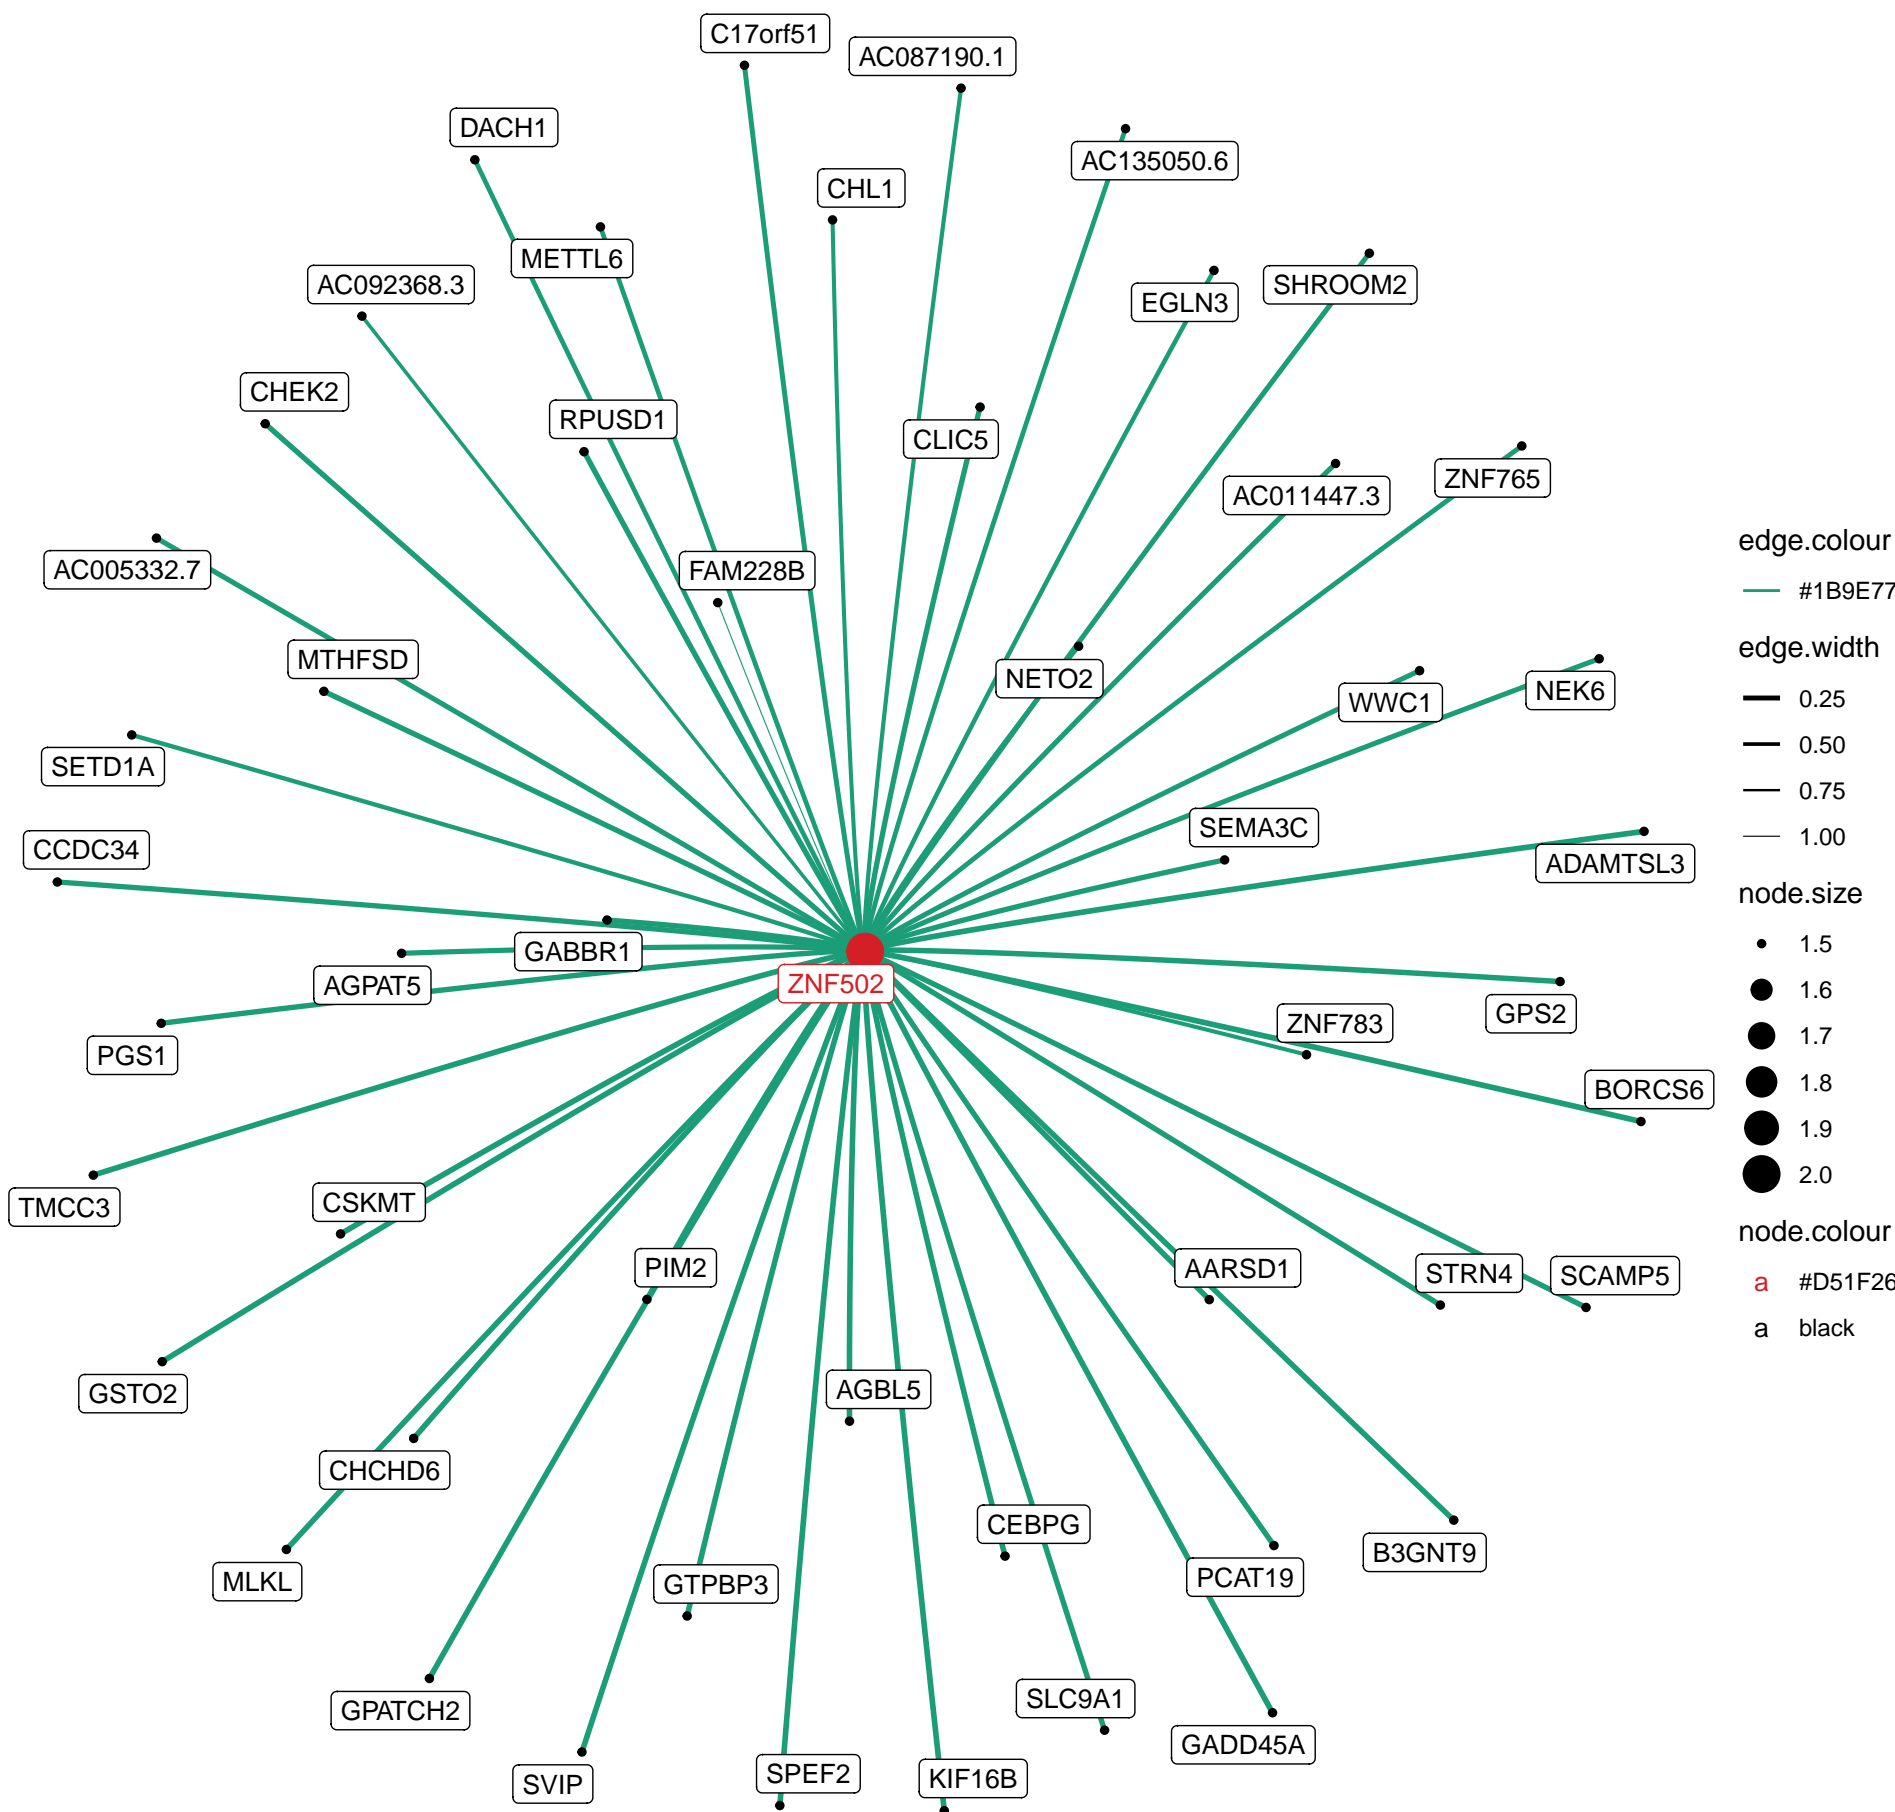 C17orf51
AC087190.1
DACH1
AC135050.6
CHL1
METTL6
AC092368.3
SHROOM2
EGLN3
CHEK2
RPUSD1
CLIC5
ZNF765
AC011447.3
AC005332.7
FAM228B
MTHFSD
NETO2
WWC1
NEK6
SETD1A
SEMA3C
CCDC34
ADAMTSL3
GABBR1
AGPAT5
ZNF502
GPS2
ZNF783
PGS1
BORCS6
TMCC3
CSKMT
PIM2
AARSD1
STRN4
SCAMP5
GSTO2
AGBL5
CHCHD6
CEBPG
B3GNT9
MLKL
GTPBP3
PCAT19
GPATCH2
SLC9A1
GADD45A
SVIP
SPEF2
KIF16B
edge.colour
#1B9E77
edge.width
0.25
0.50
0.75
1.00
node.size
1.5
1.6
1.7
1.8
1.9
2.0
node.colour
a #D51F26
a black